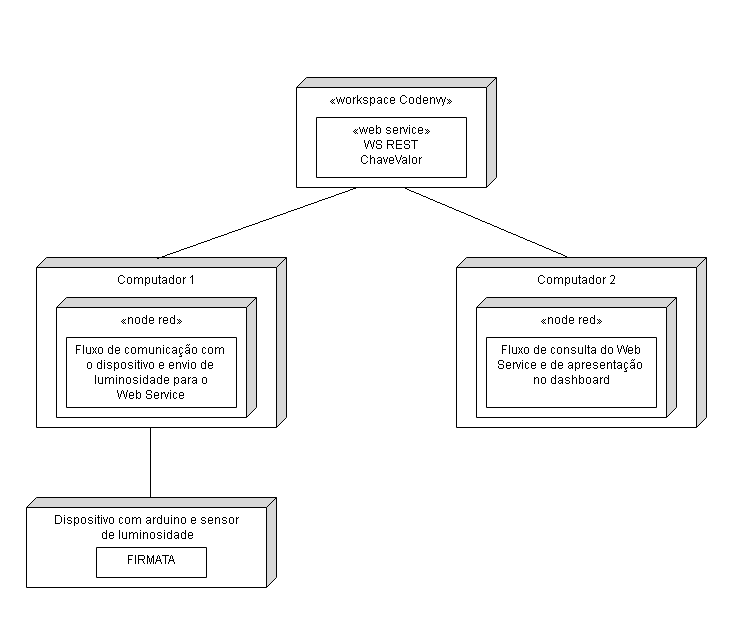 «workspace Codenvy»
«web service»
WS REST
ChaveValor
Computador 1
«node red»
Fluxo de comunicação com
o dispositivo e envio de
luminosidade para o
Web Service
Computador 2
«node red»
Fluxo de consulta do Web
Service e de apresentação
no dashboard
Dispositivo com arduino e sensor
de luminosidade
FIRMATA